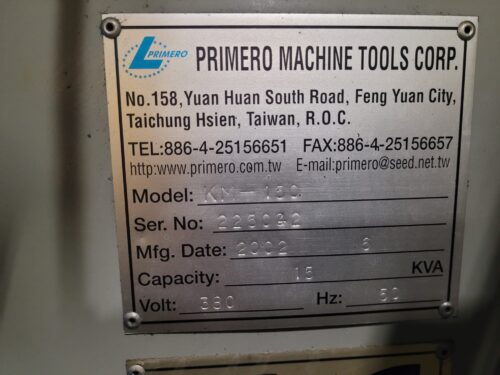 L PRIMERO PRIMERO MACHINE TOOLS CORP.
No.158,Yuan Huan South Road, Feng Yuan City,
Taichung Hsien, Taiwan, R.O.C.
TEL:886-4-25156651 FAX:886-4-25156657
http:www.primero.com.tw E-mail:primero@seed.net.tw
Model:
Ser. No:
Mfg. Date: 2002 6
Capacity: 15 KVA
Volt: 380 Hz: 50